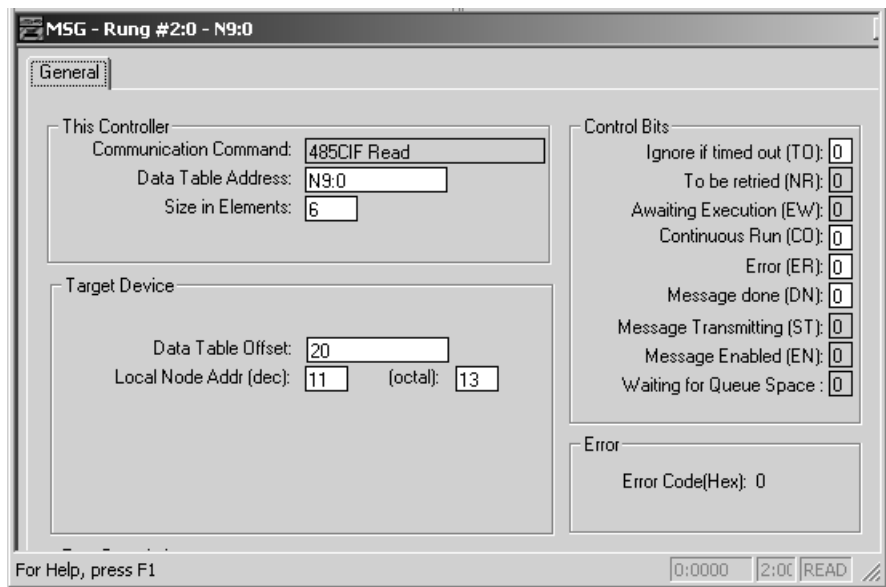 MSG - Rung #2:0 - N9:0
General
This Controller
Communication Command: 485CIF Read
Data Table Address: N9:0
Size in Elements: 6
Target Device
Data Table Offset: 20
Local Node Addr (dec): 11 (octal): 13
Control Bits
Ignore if timed out (TO): 0
To be retried (NR): 0
Awaiting Execution (EW): 0
Continuous Run (CO): 0
Error (ER): 0
Message done (DN): 0
Message Transmitting (ST): 0
Message Enabled (EN): 0
Waiting for Queue Space : 0
Error
Error Code(Hex): 0
For Help, press F1
0:0000 READ